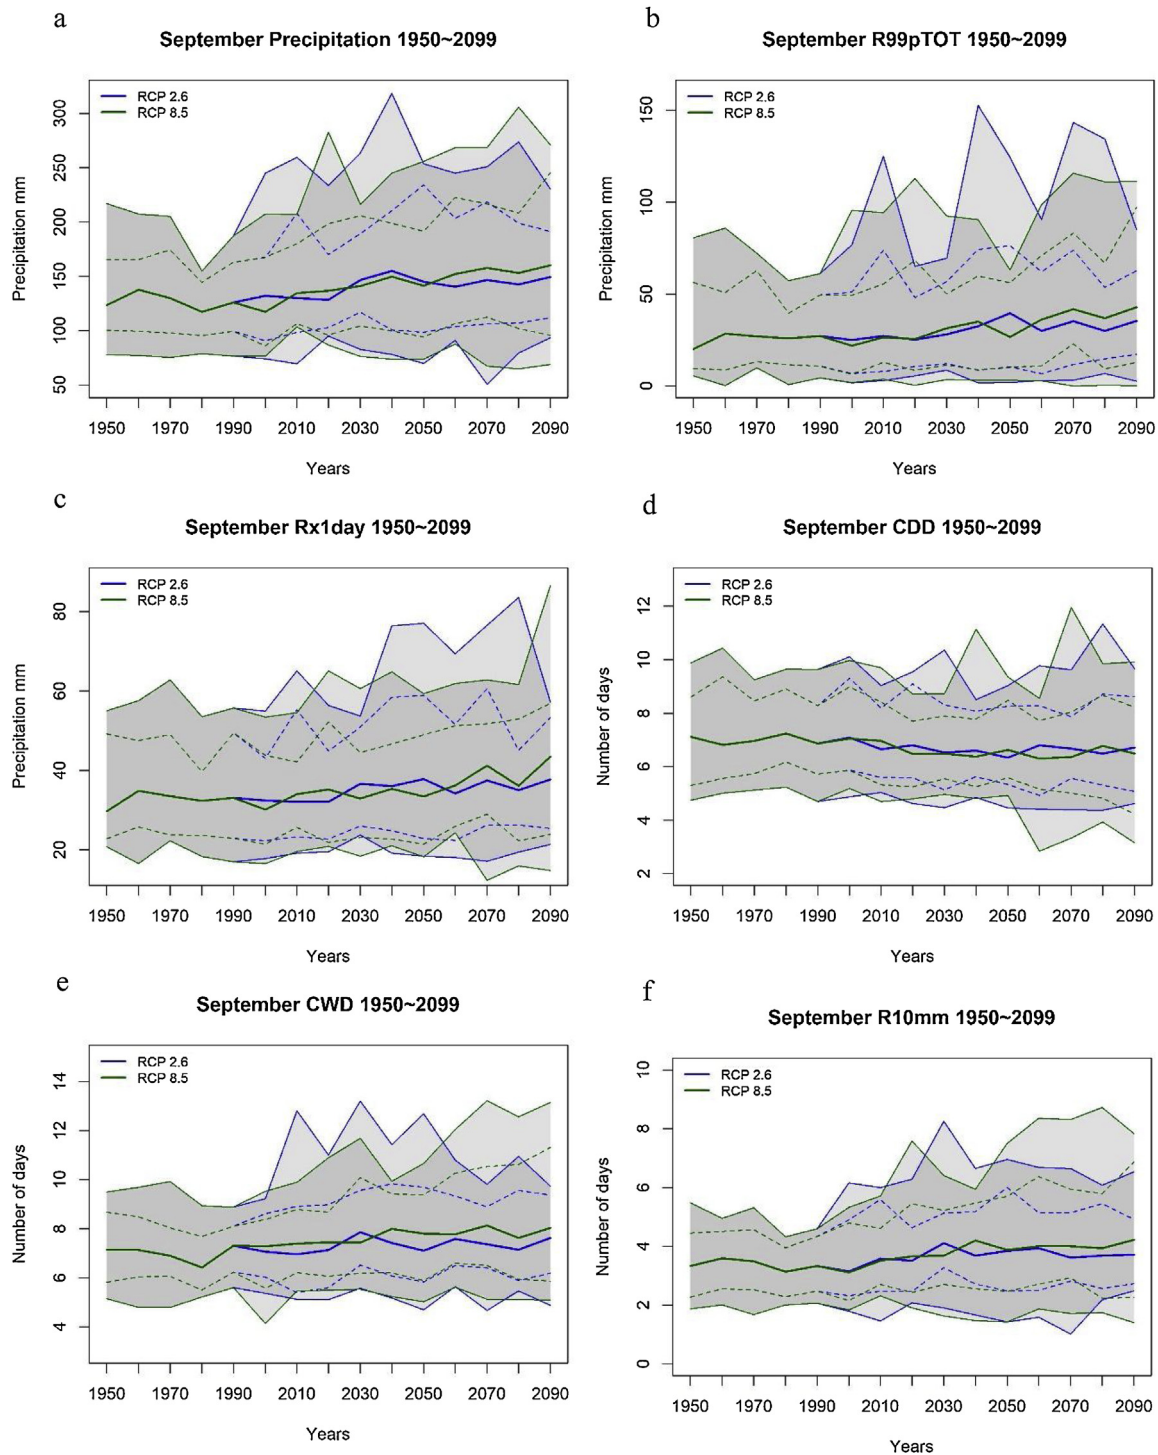 a
September Precipitation 1950~2099
RCP 2.6
RCP 8.5
Precipitation mm
300
250
200
150
100
50
1950 1970 1990 2010 2030 2050 2070 2090
Years
b
September R99pTOT 1950~2099
RCP 2.6
RCP 8.5
Precipitation mm
150
100
50
0
1950 1970 1990 2010 2030 2050 2070 2090
Years
c
September Rx1day 1950~2099
RCP 2.6
RCP 8.5
Precipitation mm
80
60
40
20
1950 1970 1990 2010 2030 2050 2070 2090
Years
d
September CDD 1950~2099
RCP 2.6
RCP 8.5
Number of days
12
10
8
6
4
2
1950 1970 1990 2010 2030 2050 2070 2090
Years
e
September CWD 1950~2099
RCP 2.6
RCP 8.5
Number of days
14
12
10
8
6
4
1950 1970 1990 2010 2030 2050 2070 2090
Years
f
September R10mm 1950~2099
RCP 2.6
RCP 8.5
Number of days
10
8
6
4
2
0
1950 1970 1990 2010 2030 2050 2070 2090
Years